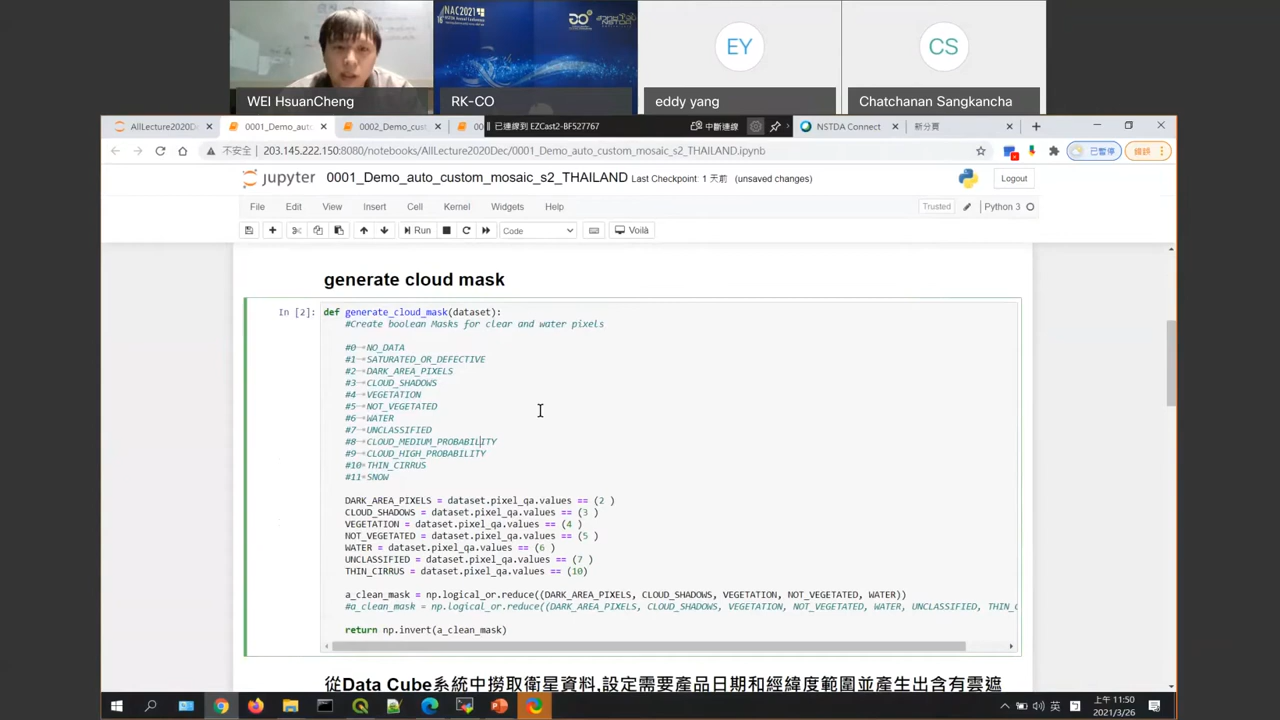 NAC2021
EY
CS
WEI HsuanCheng
RK-CO
eddy yang
Chatchanan Sangkancha
AllLecture2020De
0001_Demo_aut
0002_Demo_cust
已連線到 EZCast2-BF527767
中斷連線
NSTDA Connect
新分頁
不安全
203.145.222.150:8080/notebooks/AllLecture2020Dec/0001_Demo_auto_custom_mosaic_s2_THAILAND.ipynb
已暫停
錯誤
jupyter
0001_Demo_auto_custom_mosaic_s2_THAILAND Last Checkpoint: 1 天前 (unsaved changes)
Logout
File Edit View Insert Cell Kernel Widgets Help
Trusted
Python 3
Run
Code
Voilà
generate cloud mask
In [2]:
def generate_cloud_mask(dataset):
#Create boolean Masks for clear and water pixels
#0 NO_DATA
#1 SATURATED_OR_DEFECTIVE
#2 DARK_AREA_PIXELS
#3 CLOUD_SHADOWS
#4 VEGETATION
#5 NOT_VEGETATED
#6 WATER
#7 UNCLASSIFIED
#8 CLOUD_MEDIUM_PROBABILITY
#9 CLOUD_HIGH_PROBABILITY
#10 THIN_CIRRUS
#11 SNOW
DARK_AREA_PIXELS = dataset.pixel_qa.values == (2 )
CLOUD_SHADOWS = dataset.pixel_qa.values == (3 )
VEGETATION = dataset.pixel_qa.values == (4 )
NOT_VEGETATED = dataset.pixel_qa.values == (5 )
WATER = dataset.pixel_qa.values == (6 )
UNCLASSIFIED = dataset.pixel_qa.values == (7 )
THIN_CIRRUS = dataset.pixel_qa.values == (10)
a_clean_mask = np.logical_or.reduce((DARK_AREA_PIXELS, CLOUD_SHADOWS, VEGETATION, NOT_VEGETATED, WATER))
#a_clean_mask = np.logical_or.reduce((DARK_AREA_PIXELS, CLOUD_SHADOWS, VEGETATION, NOT_VEGETATED, WATER, UNCLASSIFIED, THIN_C
return np.invert(a_clean_mask)
從Data Cube系統中撈取衛星資料,設定需要產品日期和經緯度範圍並產生出含有雲遮
英
上午 11:50
2021/3/26